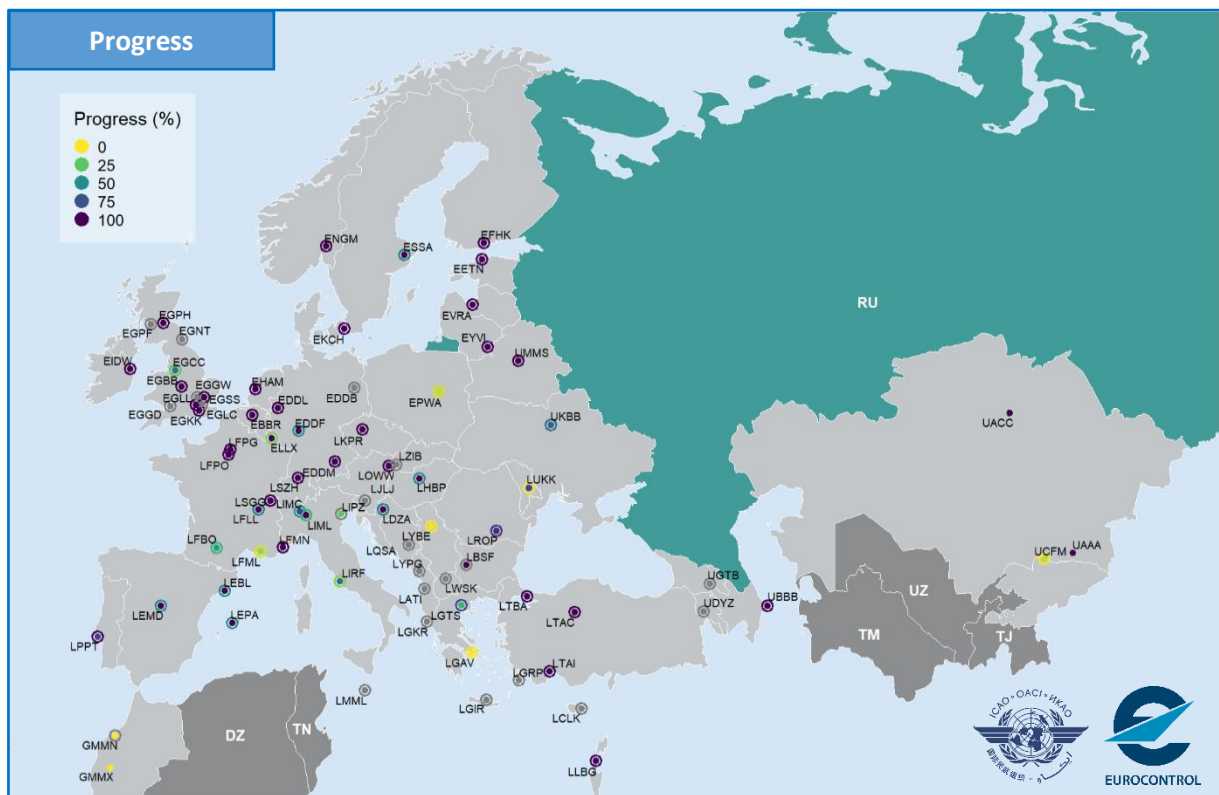 Progress
Progress (%)
0
25
50
75
100
ENGM
ESSA
EFHK
EETN
RU
EVRA
EGPH
EGPF
EGNT
EKCH
EYVI
UMMS
EIDW
EGCC
EGBB
EGGW
EHAM
EDDB
EPWA
EGLL
EGSS
EDDL
EGGD
EGLC
EGKK
EBBR
EDDF
UKBB
UACC
LKPR
ELLX
LFPG
LFPO
LZIB
EDDM
LOWW
LSZH
LJLJ
LHBP
LUKK
LSGG
LIMC
LIPZ
LFLL
LIML
LDZA
LYBE
LROP
LFBO
LFMN
LQSA
LBSF
LFML
UCFM
UAAA
LYPG
LIRF
LWSK
UGTB
UZ
LEBL
LATI
LTBA
LEMD
LGTS
UDYZ
UBBB
LEPA
LTAC
TM
TJ
LGKR
LPPT
LGAV
LGRP
LTAI
LMML
LGIR
LCLK
DZ
TN
GMMN
GMMX
LLBG
ICAO · OACI · ИКАО
EUROCONTROL